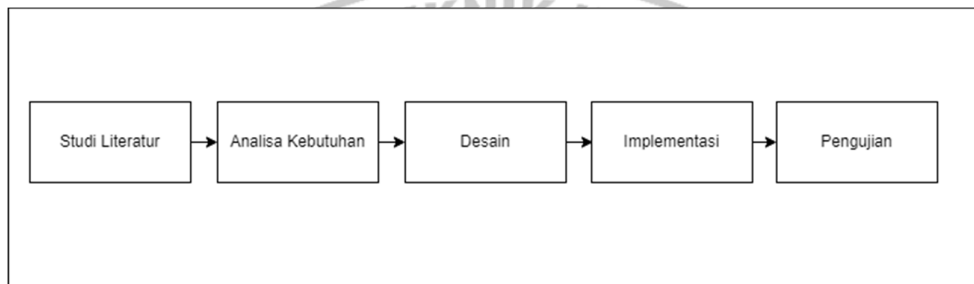 Studi Literatur
Analisa Kebutuhan
Desain
Implementasi
Pengujian